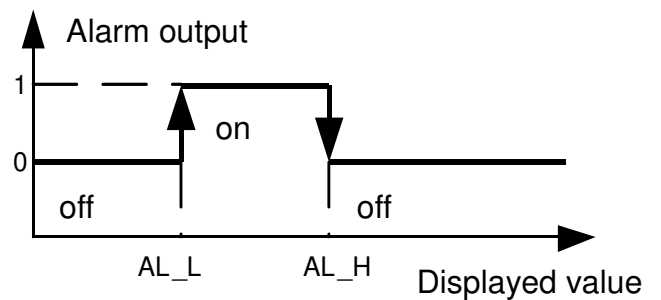 Alarm output
1
on
0
off
off
AL_L
AL_H
Displayed value